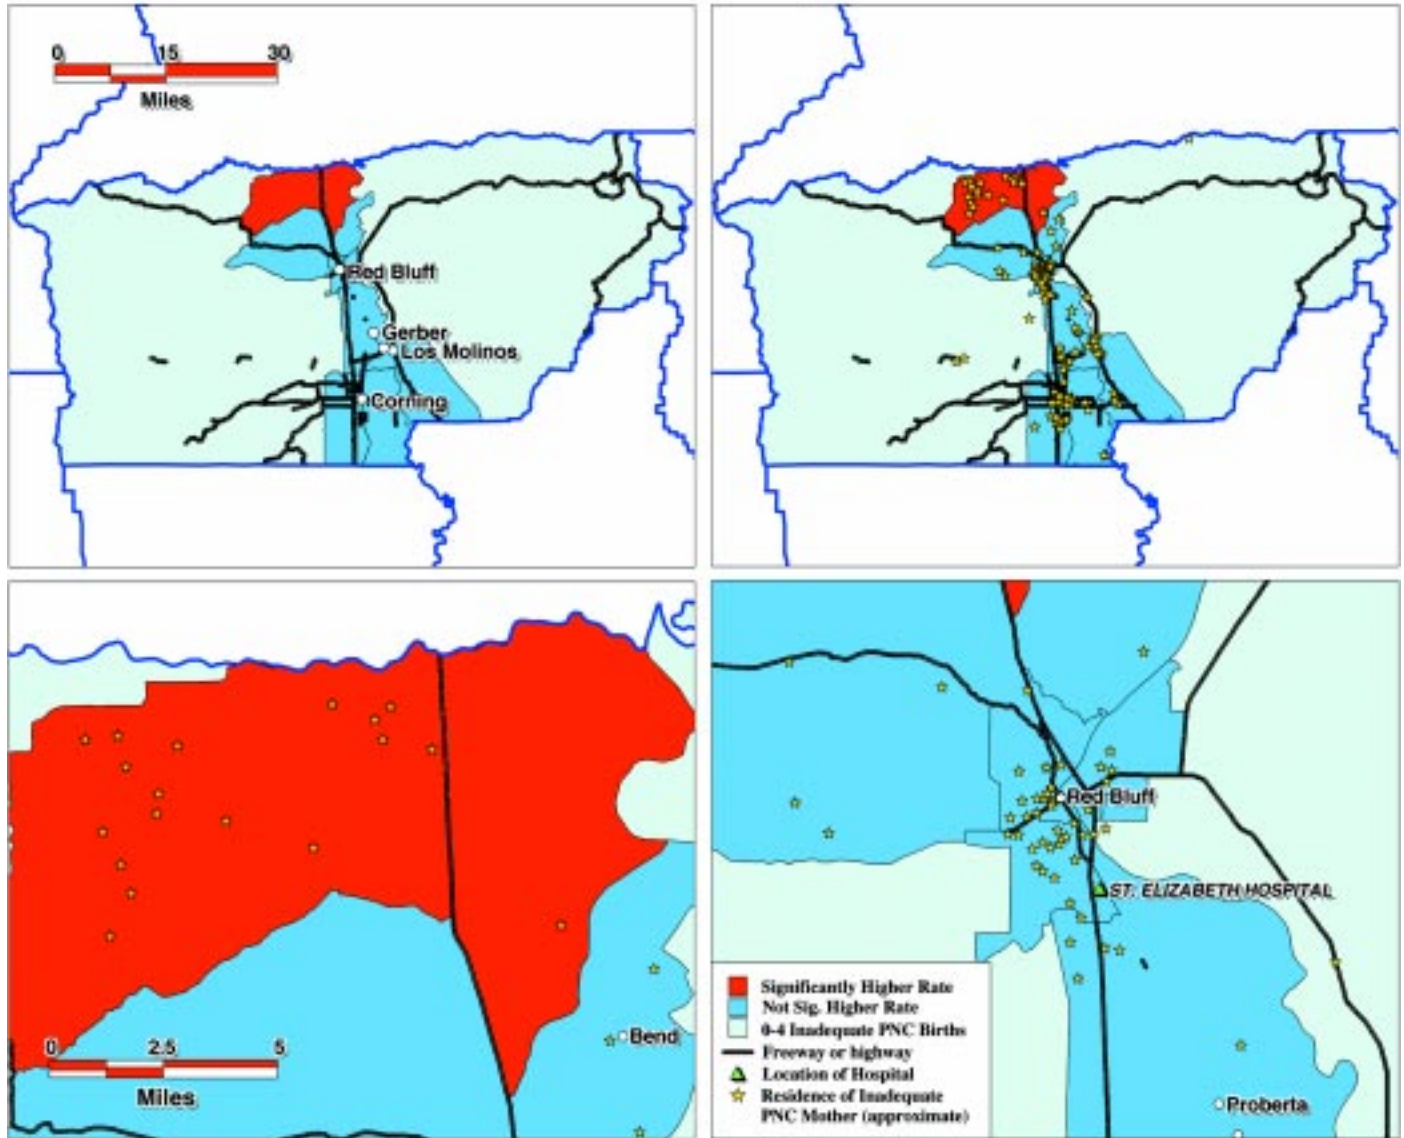 0 15 30
Miles
Red Bluff
Gerber
Los Molinos
Corning
0 2.5 5
Miles
Bend
Red Bluff
ST. ELIZABETH HOSPITAL
Proberta
Significantly Higher Rate
Not Sig. Higher Rate
0-4 Inadequate PNC Births
Freeway or highway
Location of Hospital
Residence of Inadequate
PNC Mother (approximate)